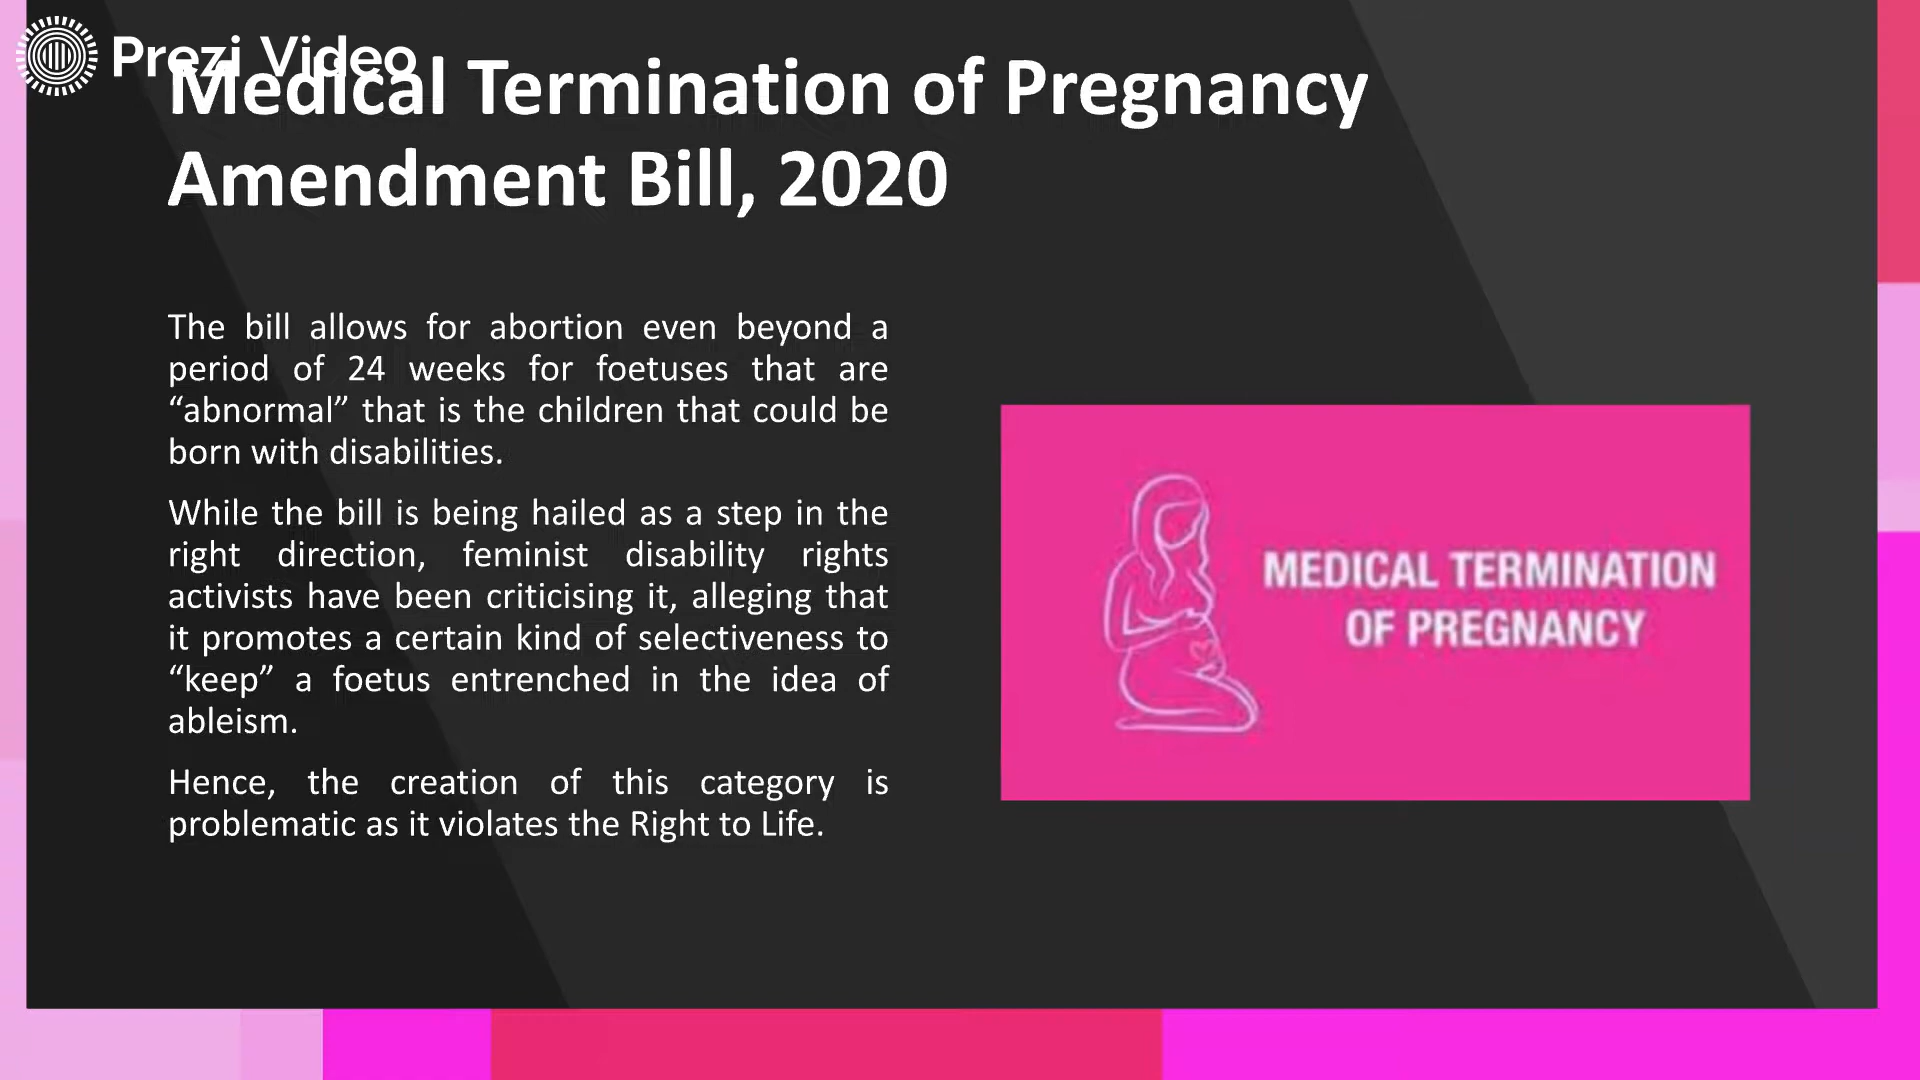 Prezi Video
Medical Termination of Pregnancy
Amendment Bill, 2020
The bill allows for abortion even beyond a
period of 24 weeks for foetuses that are
“abnormal” that is the children that could be
born with disabilities.
While the bill is being hailed as a step in the
right direction, feminist disability rights
activists have been criticising it, alleging that
it promotes a certain kind of selectiveness to
“keep” a foetus entrenched in the idea of
ableism.
Hence, the creation of this category is
problematic as it violates the Right to Life.
MEDICAL TERMINATION
OF PREGNANCY